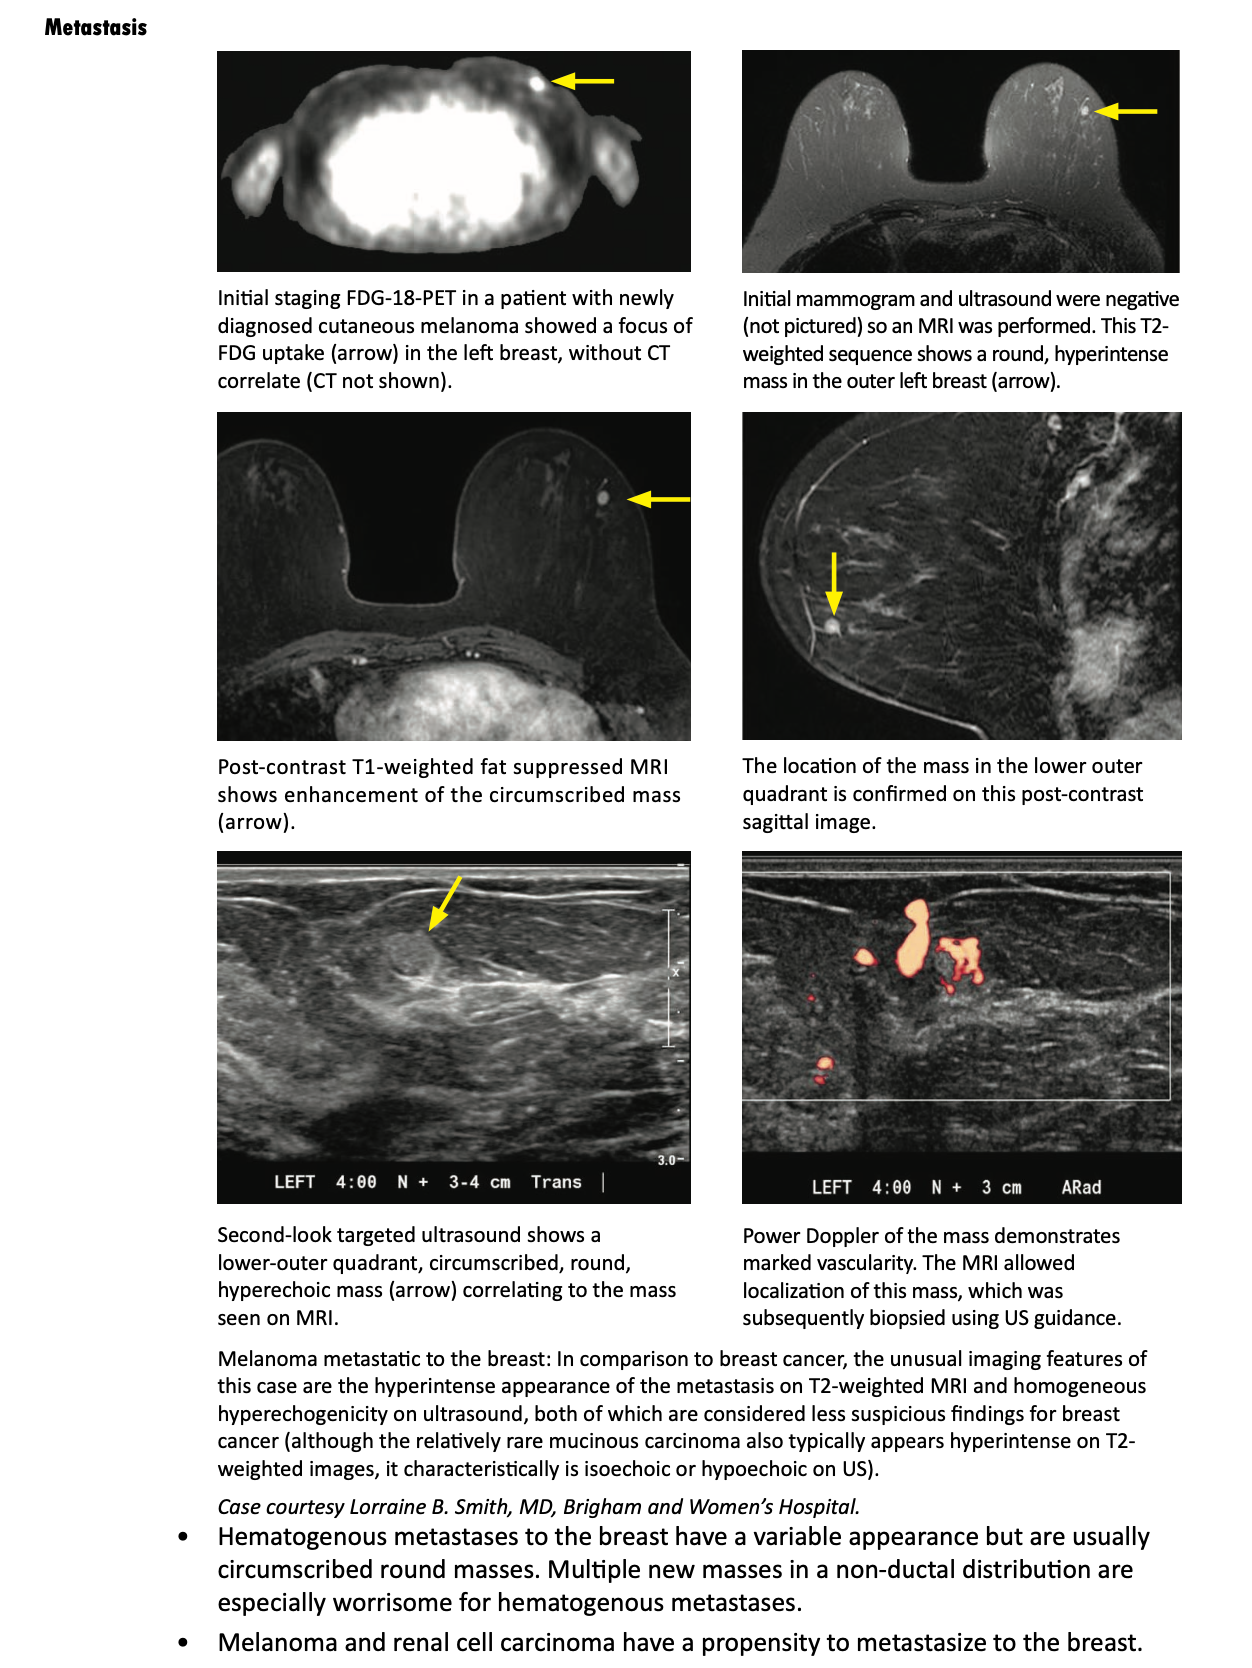 Metastasis
Initial staging FDG-18-PET in a patient with newly
diagnosed cutaneous melanoma showed a focus of
FDG uptake (arrow) in the left breast, without CT
correlate (CT not shown).
Initial mammogram and ultrasound were negative
(not pictured) so an MRI was performed. This T2-
weighted sequence shows a round, hyperintense
mass in the outer left breast (arrow).
Post-contrast T1-weighted fat suppressed MRI
shows enhancement of the circumscribed mass
(arrow).
The location of the mass in the lower outer
quadrant is confirmed on this post-contrast
sagittal image.
x
3.0-
LEFT 4:00 N + 3-4 cm Trans |
LEFT 4:00 N + 3 cm ARad
Second-look targeted ultrasound shows a
lower-outer quadrant, circumscribed, round,
hyperechoic mass (arrow) correlating to the mass
seen on MRI.
Power Doppler of the mass demonstrates
marked vascularity. The MRI allowed
localization of this mass, which was
subsequently biopsied using US guidance.
Melanoma metastatic to the breast: In comparison to breast cancer, the unusual imaging features of
this case are the hyperintense appearance of the metastasis on T2-weighted MRI and homogeneous
hyperechogenicity on ultrasound, both of which are considered less suspicious findings for breast
cancer (although the relatively rare mucinous carcinoma also typically appears hyperintense on T2-
weighted images, it characteristically is isoechoic or hypoechoic on US).
Case courtesy Lorraine B. Smith, MD, Brigham and Women’s Hospital.
• Hematogenous metastases to the breast have a variable appearance but are usually
circumscribed round masses. Multiple new masses in a non-ductal distribution are
especially worrisome for hematogenous metastases.
• Melanoma and renal cell carcinoma have a propensity to metastasize to the breast.